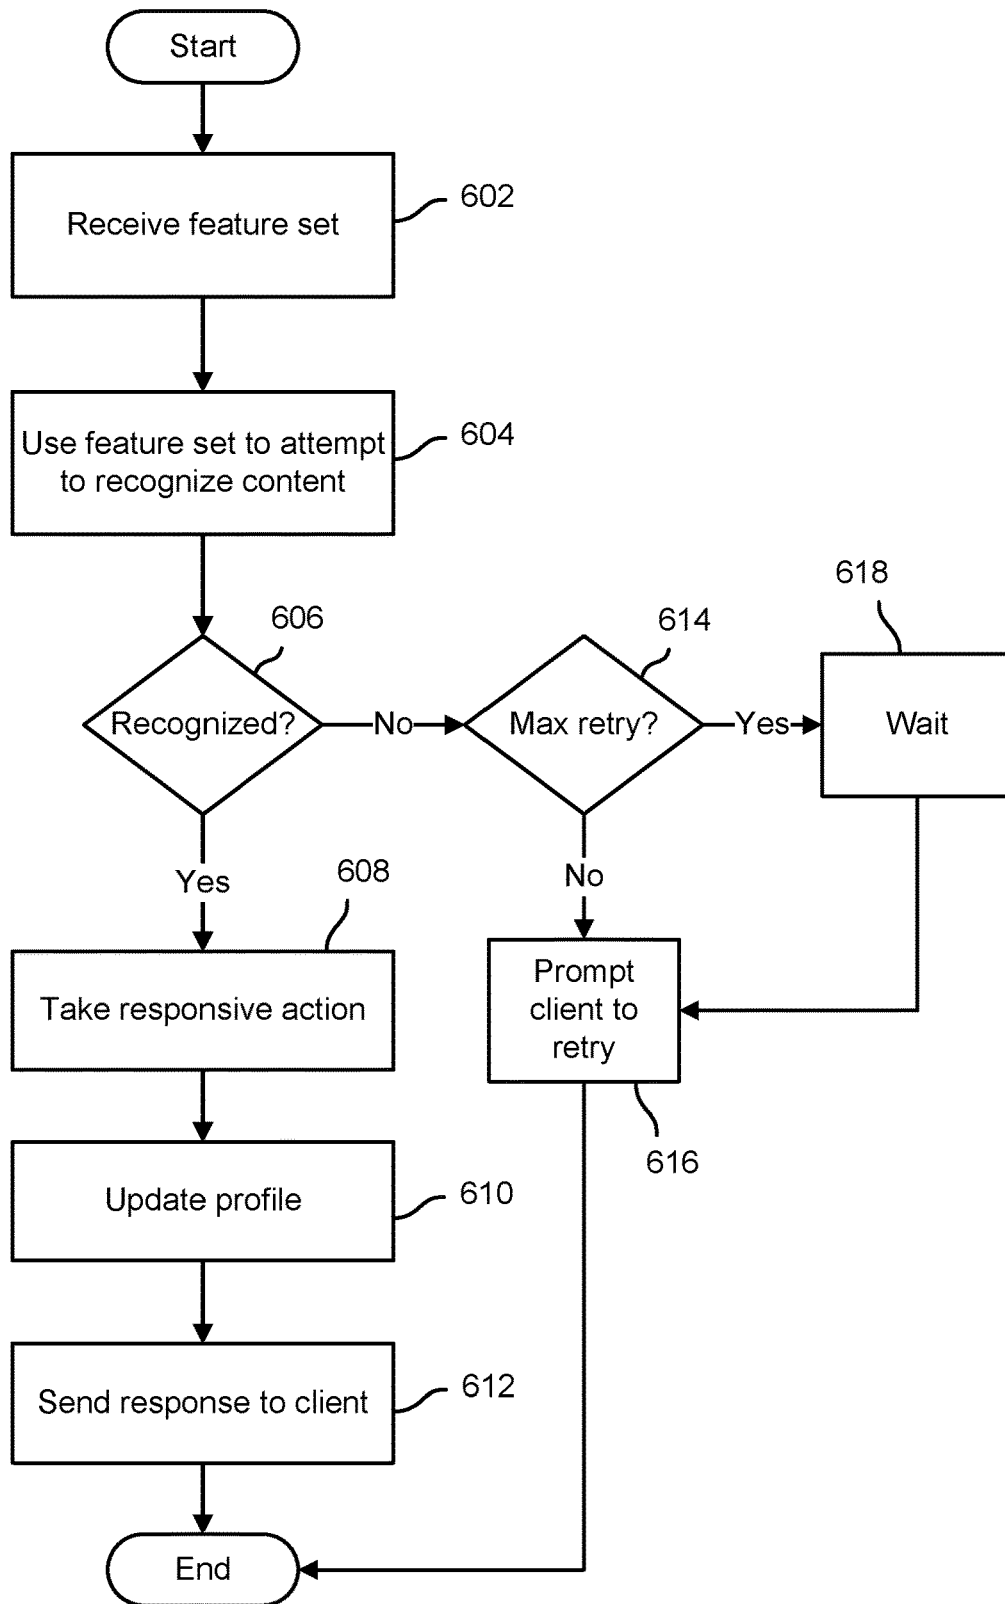 Start
Receive feature set
602
Use feature set to attempt
to recognize content
604
606
Recognized?
No
614
Max retry?
Yes
618
Wait
Yes
No
608
Take responsive action
Prompt
client to
retry
616
Update profile
610
Send response to client
612
End